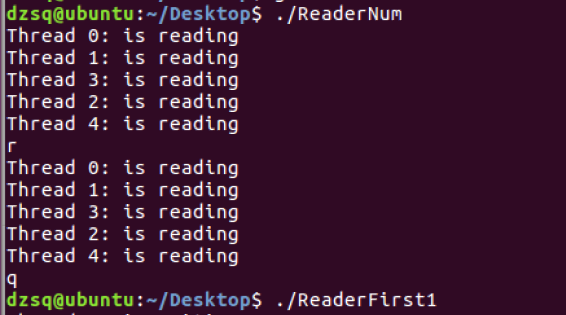 dzsq@ubuntu:~/Desktop$ ./ReaderNum
Thread 0: is reading
Thread 1: is reading
Thread 3: is reading
Thread 2: is reading
Thread 4: is reading
r
Thread 0: is reading
Thread 1: is reading
Thread 3: is reading
Thread 2: is reading
Thread 4: is reading
q
dzsq@ubuntu:~/Desktop$ ./ReaderFirst1